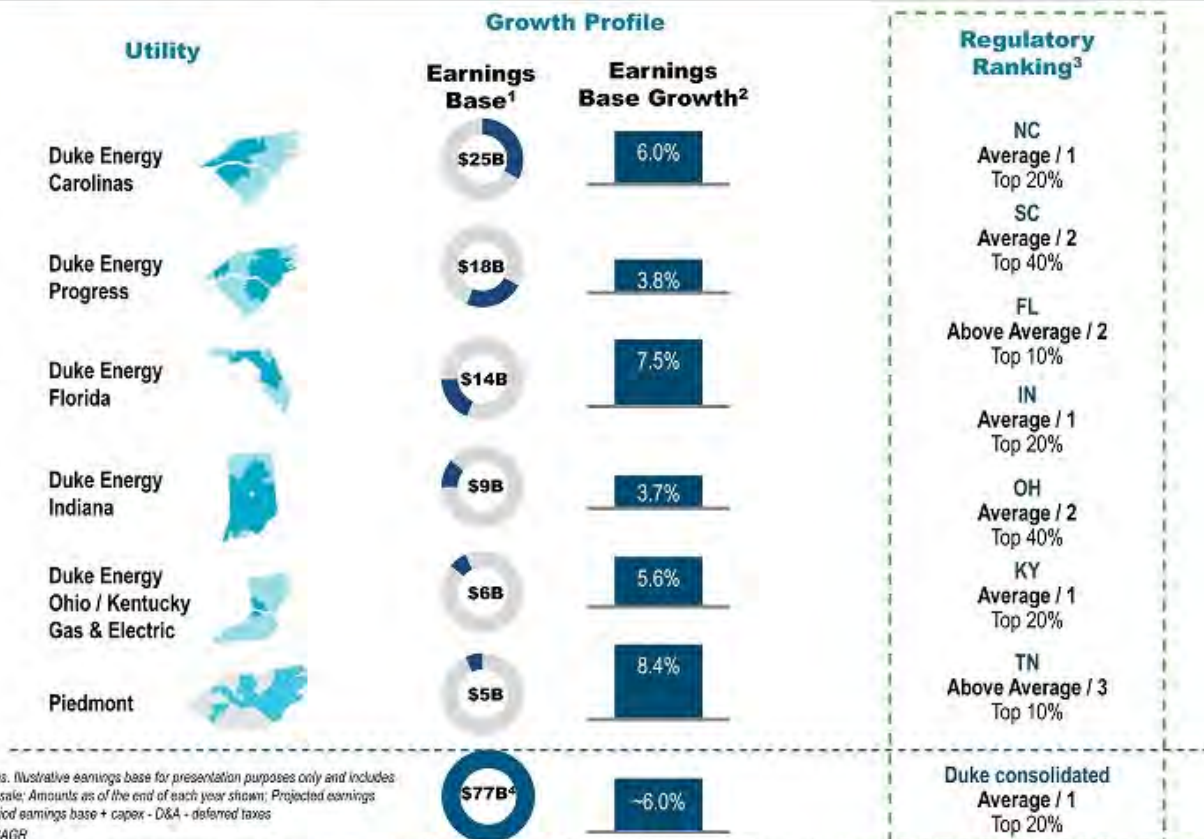 Growth Profile
Utility
Regulatory
Ranking³
Earnings
Base¹
Earnings
Base Growth²
Duke Energy
Carolinas
$25B
6.0%
NC
Average / 1
Top 20%
SC
Average / 2
Top 40%
Duke Energy
Progress
$18B
3.8%
FL
Above Average / 2
Top 10%
Duke Energy
Florida
$14B
7.5%
IN
Average / 1
Top 20%
Duke Energy
Indiana
$9B
3.7%
OH
Average / 2
Top 40%
Duke Energy
Ohio / Kentucky
Gas & Electric
$6B
5.6%
KY
Average / 1
Top 20%
Piedmont
$5B
8.4%
TN
Above Average / 3
Top 10%
Illustrative earnings base for presentation purposes only and includes
sale; Amounts as of the end of each year shown; Projected earnings
earnings base + capex - D&A - deferred taxes
$77B⁴
~6.0%
Duke consolidated
Average / 1
Top 20%